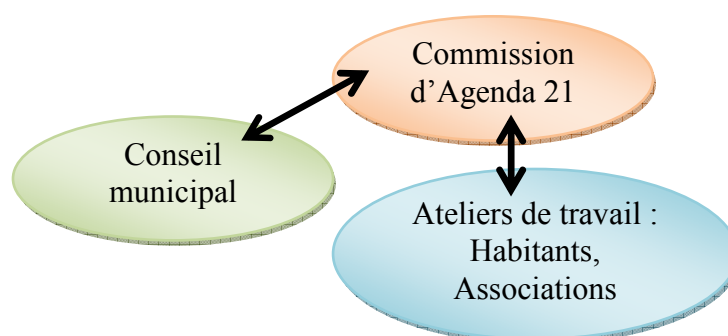 Commission
d’Agenda 21
Conseil
municipal
Ateliers de travail :
Habitants,
Associations